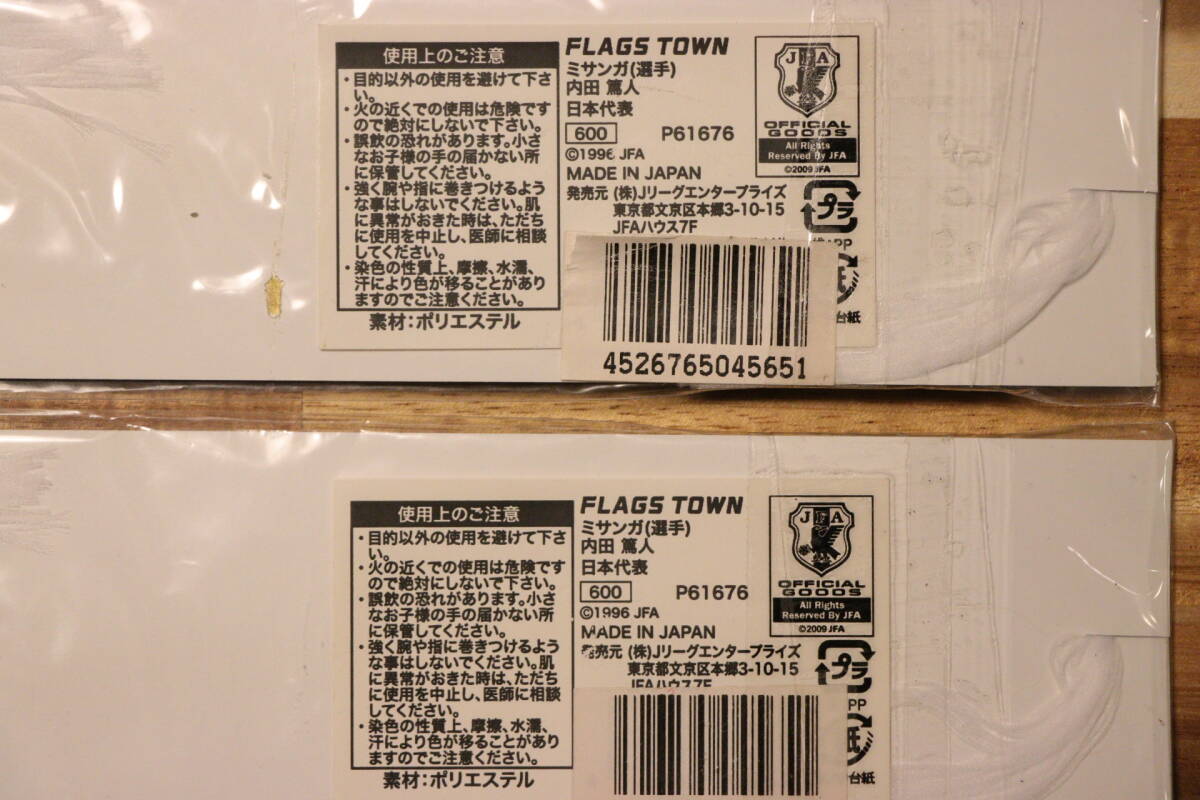 使用上のご注意
・目的以外の使用を避けて下さ
い。
・火の近くでの使用は危険です
ので絶対にしないで下さい。
・誤飲の恐れがあります。小さ
なお子様の手の届かない所
に保管してください。
・強く腕や指に巻きつけるよう
な事はしないでください。肌
に異常がおきた時は、ただち
に使用を中止し、医師に相談
してください。
・染色の性質上、摩擦、水濡、
汗により色が移ることがあり
ますのでご注意ください。
素材：ポリエステル
FLAGS TOWN
ミサンガ(選手)
内田 篤人
日本代表
600 P61676
©1996 JFA
MADE IN JAPAN
発売元 (株)Jリーグエンタープライズ
東京都文京区本郷3-10-15
JFAハウス7F
JFA
OFFICIAL
GOODS
All Rights
Reserved By JFA
©2009 JFA
プラ
PP
紙
台紙
4526765045651
使用上のご注意
・目的以外の使用を避けて下さ
い。
・火の近くでの使用は危険です
ので絶対にしないで下さい。
・誤飲の恐れがあります。小さ
なお子様の手の届かない所
に保管してください。
・強く腕や指に巻きつけるよう
な事はしないでください。肌
に異常がおきた時は、ただち
に使用を中止し、医師に相談
してください。
・染色の性質上、摩擦、水濡、
汗により色が移ることがあり
ますのでご注意ください。
素材：ポリエステル
FLAGS TOWN
ミサンガ(選手)
内田 篤人
日本代表
600 P61676
©1996 JFA
MADE IN JAPAN
発売元 (株)Jリーグエンタープライズ
東京都文京区本郷3-10-15
JFAハウス7F
JFA
OFFICIAL
GOODS
All Rights
Reserved By JFA
©2009 JFA
プラ
PP
紙
台紙